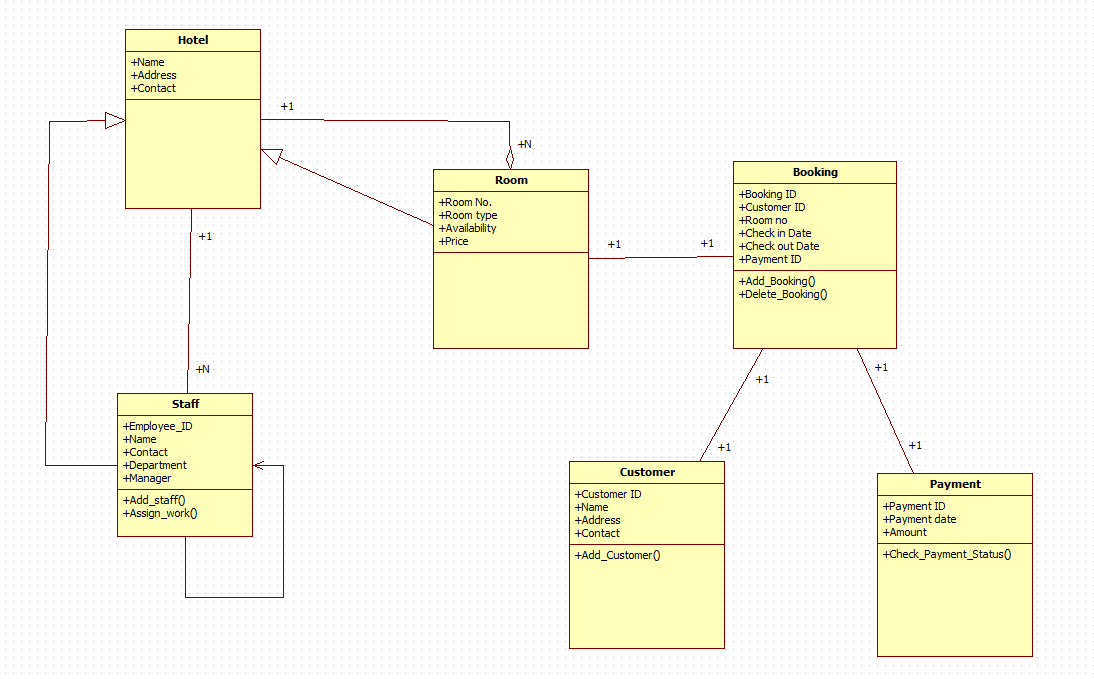 Hotel
+Name
+Address
+Contact
+1
+N
Room
+Room No.
+Room type
+Availability
+Price
+1
+1
Booking
+Booking ID
+Customer ID
+Room no
+Check in Date
+Check out Date
+Payment ID
+Add_Booking()
+Delete_Booking()
+1
+N
Staff
+Employee_ID
+Name
+Contact
+Department
+Manager
+Add_staff()
+Assign_work()
+1
+1
Customer
+Customer ID
+Name
+Address
+Contact
+Add_Customer()
+1
+1
Payment
+Payment ID
+Payment date
+Amount
+Check_Payment_Status()